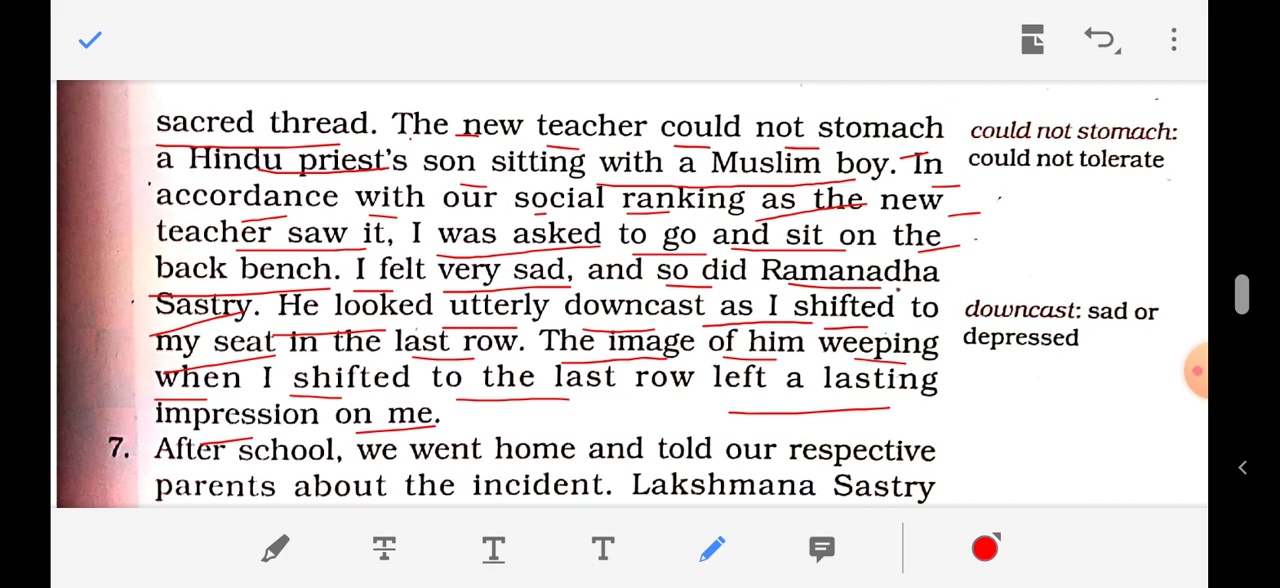 sacred thread. The new teacher could not stomach
a Hindu priest's son sitting with a Muslim boy. In
accordance with our social ranking as the new
teacher saw it, I was asked to go and sit on the
back bench. I felt very sad, and so did Ramanadha
Sastry. He looked utterly downcast as I shifted to
my seat in the last row. The image of him weeping
when I shifted to the last row left a lasting
impression on me.
7. After school, we went home and told our respective
parents about the incident. Lakshmana Sastry
could not stomach:
could not tolerate
downcast: sad or
depressed